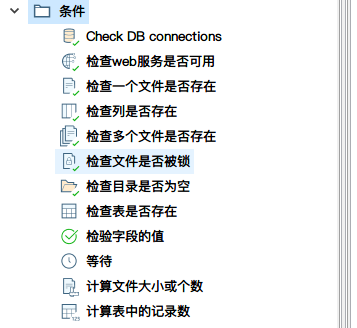 条件
Check DB connections
检查web服务是否可用
检查一个文件是否存在
检查列是否存在
检查多个文件是否存在
检查文件是否被锁
检查目录是否为空
检查表是否存在
检验字段的值
等待
计算文件大小或个数
计算表中的记录数